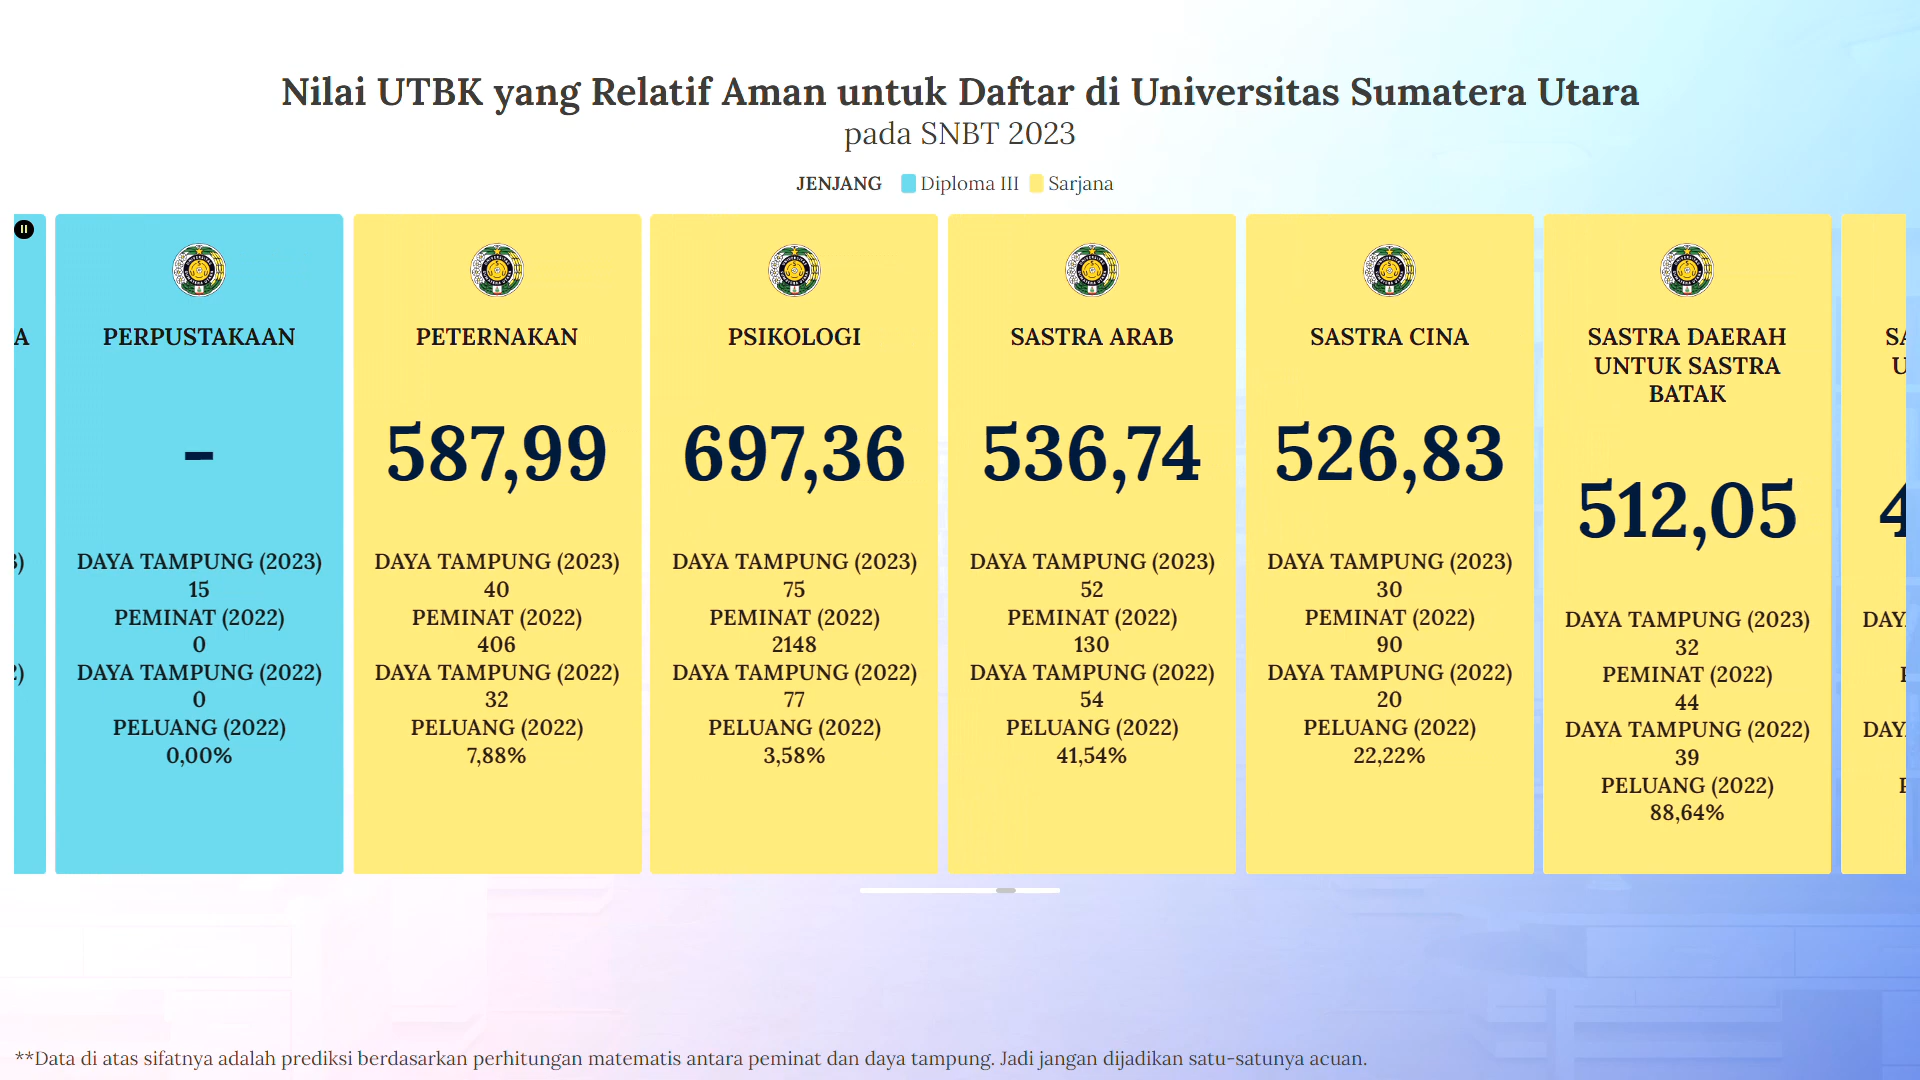 Nilai UTBK yang Relatif Aman untuk Daftar di Universitas Sumatera Utara
pada SNBT 2023
JENJANG Diploma III Sarjana
A
PERPUSTAKAAN
-
DAYA TAMPUNG (2023)
15
PEMINAT (2022)
0
DAYA TAMPUNG (2022)
0
PELUANG (2022)
0,00%
PETERNAKAN
587,99
DAYA TAMPUNG (2023)
40
PEMINAT (2022)
406
DAYA TAMPUNG (2022)
32
PELUANG (2022)
7,88%
PSIKOLOGI
697,36
DAYA TAMPUNG (2023)
75
PEMINAT (2022)
2148
DAYA TAMPUNG (2022)
77
PELUANG (2022)
3,58%
SASTRA ARAB
536,74
DAYA TAMPUNG (2023)
52
PEMINAT (2022)
130
DAYA TAMPUNG (2022)
54
PELUANG (2022)
41,54%
SASTRA CINA
526,83
DAYA TAMPUNG (2023)
30
PEMINAT (2022)
90
DAYA TAMPUNG (2022)
20
PELUANG (2022)
22,22%
SASTRA DAERAH
UNTUK SASTRA
BATAK
512,05
DAYA TAMPUNG (2023)
32
PEMINAT (2022)
44
DAYA TAMPUNG (2022)
39
PELUANG (2022)
88,64%
SA
U
4
DAY
DAY
**Data di atas sifatnya adalah prediksi berdasarkan perhitungan matematis antara peminat dan daya tampung. Jadi jangan dijadikan satu-satunya acuan.